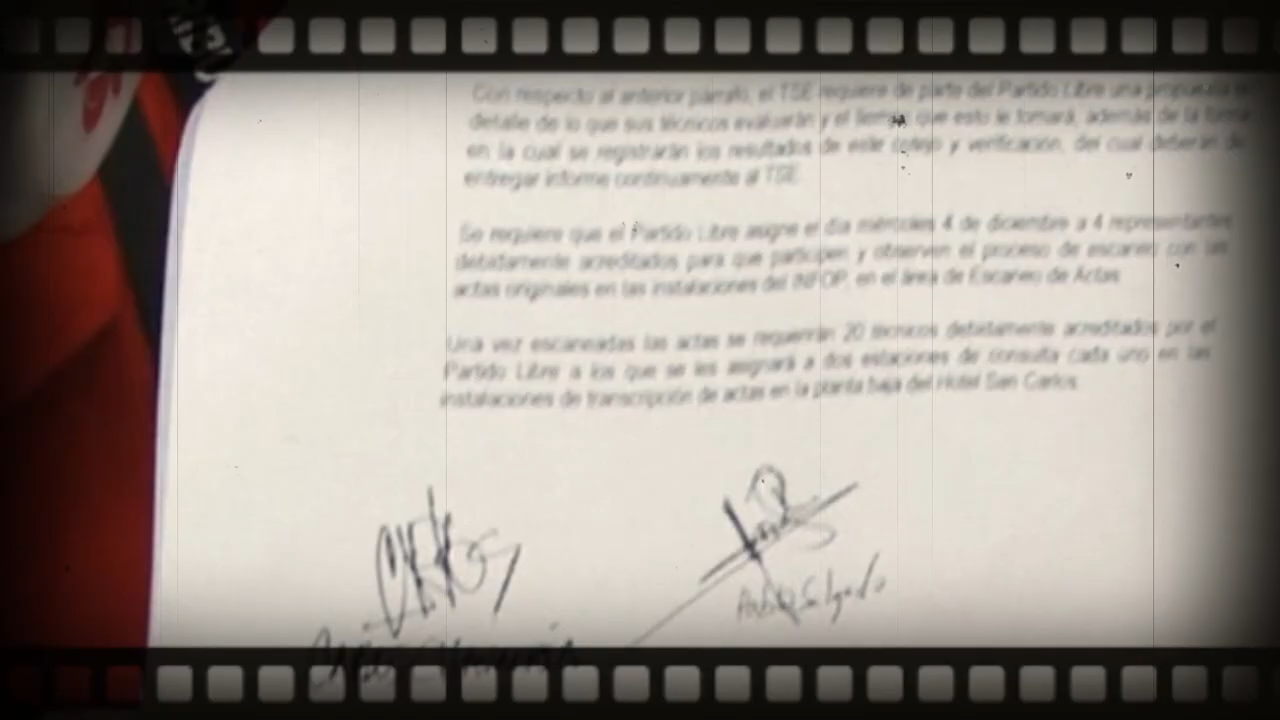 Con respecto al anterior párrafo, el TSE requiere de parte del Partido Libre una propuesta
detalle de lo que sus técnicos evaluarán y el tiempo que esto le tomará, además de la forma
en la cual se registrarán los resultados de este cotejo y verificación, del cual deberán de
entregar informe continuamente al TSE.
Se requiere que el Partido Libre asigne el día miércoles 4 de diciembre a 4 representantes
debidamente acreditados para que participen y observen el proceso de escaneo con las
actas originales en las instalaciones del INFOP, en el área de Escaneo de Actas
Una vez escanneadas las actas se requerirán 20 técnicos debidamente acreditados por el
Partido Libre a los que se les asignará a dos estaciones de consulta cada uno en las
instalaciones de transcripción de actas en la planta baja del Hotel San Carlos
Salgado